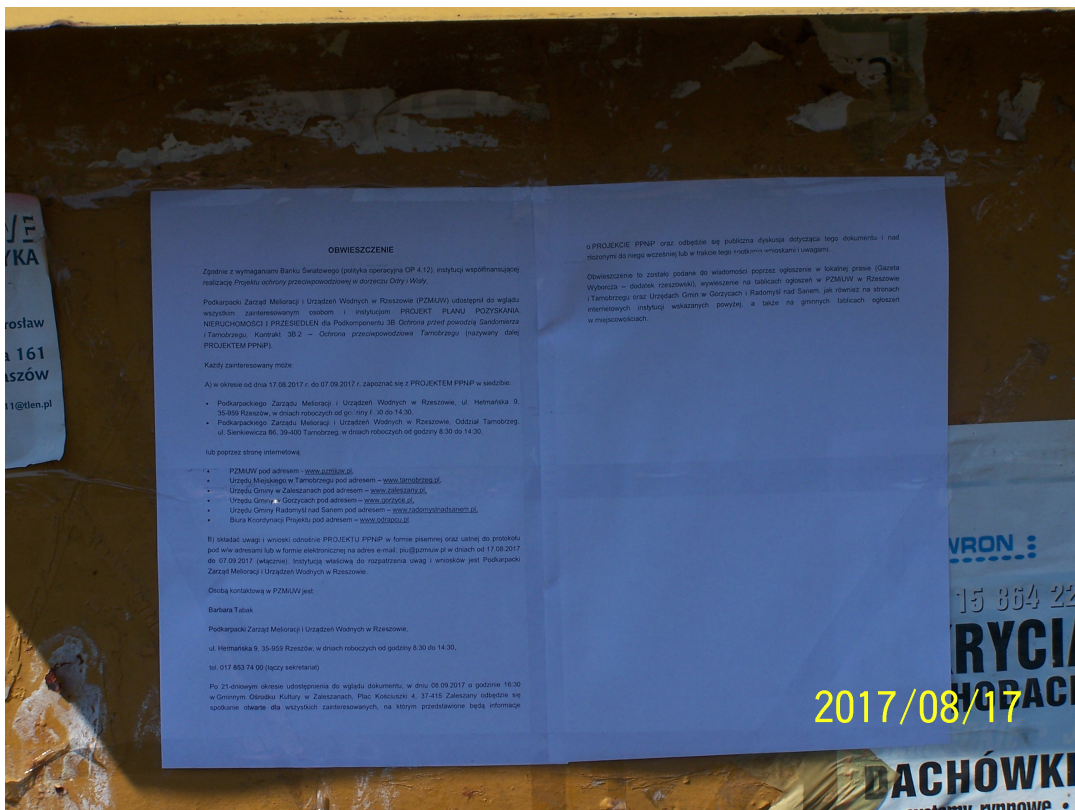 OBWIESZCZENIE
Zgodnie z wymaganiami Banku Światowego (polityka operacyjna OP 4.12), instytucji współfinansującej
realizację Projektu ochrony przeciwpowodziowej w dorzeczu Odry i Wisły,
Podkarpacki Zarząd Melioracji i Urządzeń Wodnych w Rzeszowie (PZMiUW) udostępnił do wglądu
wszystkim zainteresowanym osobom i instytucjom PROJEKT PLANU POZYSKANIA
NIERUCHOMOŚCI I PRZESIEDLEŃ dla Podkomponentu 3B Ochrona przed powodzią Sandomierza
i Tarnobrzegu, Kontrakt 3B.2 – Ochrona przeciwpowodziowa Tarnobrzegu (nazywany dalej
PROJEKTEM PPNiP).
Każdy zainteresowany może:
A) w okresie od dnia 17.08.2017 r. do 07.09.2017 r. zapoznać się z PROJEKTEM PPNiP w siedzibie:
• Podkarpackiego Zarządu Melioracji i Urządzeń Wodnych w Rzeszowie, ul. Hetmańska 9,
35-959 Rzeszów, w dniach roboczych od godziny 8.30 do 14.30,
• Podkarpackiego Zarządu Melioracji i Urządzeń Wodnych w Rzeszowie, Oddział Tarnobrzeg,
ul. Sienkiewicza 86, 39-400 Tarnobrzeg, w dniach roboczych od godziny 8.30 do 14.30,
lub poprzez stronę internetową:
• PZMiUW pod adresem - www.pzmiuw.pl,
• Urzędu Miejskiego w Tarnobrzegu pod adresem – www.tarnobrzeg.pl,
• Urzędu Gminy w Zaleszanach pod adresem – www.zaleszany.pl,
• Urzędu Gminy w Gorzycach pod adresem – www.gorzyce.pl,
• Urzędu Gminy Radomyśl nad Sanem pod adresem – www.radomyslnadsanem.pl,
• Biura Koordynacji Projektu pod adresem – www.odrapcu.pl.
B) składać uwagi i wnioski odnośnie PROJEKTU PPNiP w formie pisemnej oraz ustnej do protokołu
pod w/w adresami lub w formie elektronicznej na adres e-mail: piu@pzmiuw.pl w dniach od 17.08.2017
do 07.09.2017 (włącznie). Instytucją właściwą do rozpatrzenia uwag i wniosków jest Podkarpacki
Zarząd Melioracji i Urządzeń Wodnych w Rzeszowie.
Osobą kontaktową w PZMiUW jest:
Barbara Tabak
Podkarpacki Zarząd Melioracji i Urządzeń Wodnych w Rzeszowie,
ul. Hetmańska 9, 35-959 Rzeszów, w dniach roboczych od godziny 8.30 do 14.30,
tel. 017 853 74 00 (łączy sekretariat)
Po 21-dniowym okresie udostępnienia do wglądu dokumentu, w dniu 08.09.2017 o godzinie 16:30
w Gminnym Ośrodku Kultury w Zaleszanach, Plac Kościuszki 4, 37-415 Zaleszany odbędzie się
spotkanie otwarte dla wszystkich zainteresowanych, na którym przedstawione będą informacje
o PROJEKCIE PPNiP oraz odbędzie się publiczna dyskusja dotycząca tego dokumentu i nad
złożonymi do niego wcześniej lub w trakcie tego spotkania wnioskami i uwagami.
Obwieszczenie to zostało podane do wiadomości poprzez ogłoszenie w lokalnej prasie (Gazeta
Wyborcza – dodatek rzeszowski), wywieszenie na tablicach ogłoszeń w PZMiUW w Rzeszowie
i Tarnobrzegu oraz Urzędach Gmin w Gorzycach i Radomyśl nad Sanem, jak również na stronach
internetowych instytucji wskazanych powyżej, a także na gminnych tablicach ogłoszeń
w miejscowościach.
WE
YKA
rosław
a 161
aszów
11@tlen.pl
WRON
15 864 22
KRYCIA
HOBACH
DACHÓWKI
systemy rynnowe •
2017/08/17